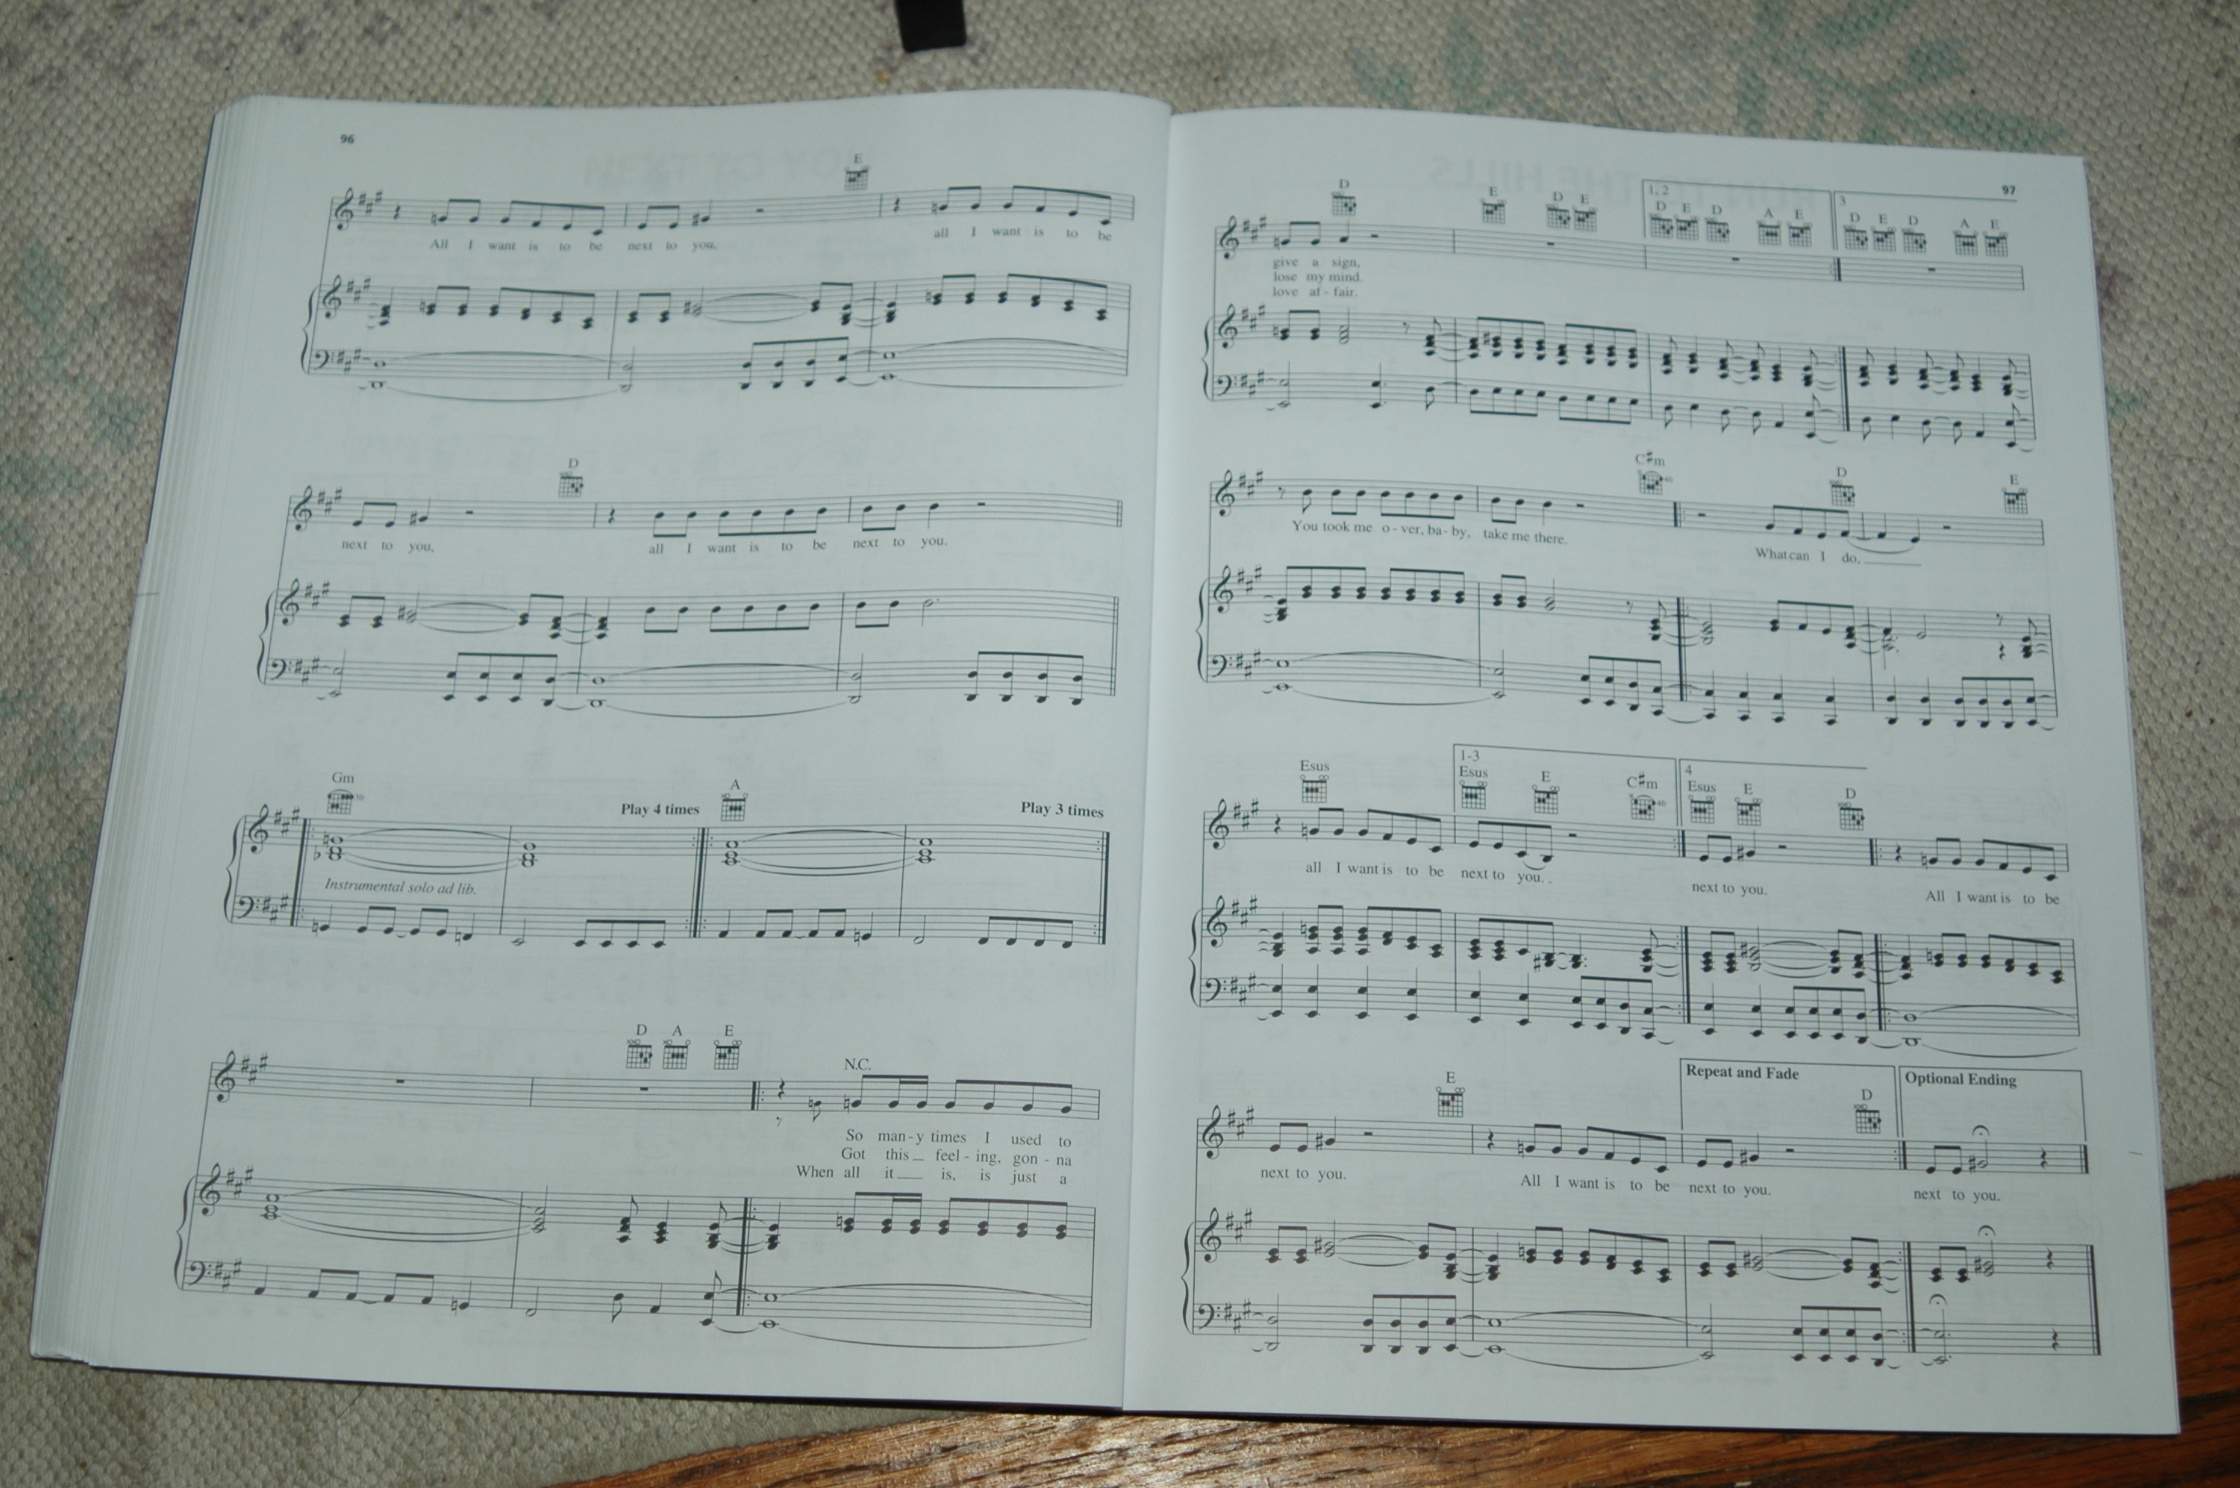 96
E
All I want is to be next to you, all I want is to be
D
next to you, all I want is to be next to you.
Gm Play 4 times A Play 3 times
Instrumental solo ad lib.
D A E
N.C.
So man - y times I used to
Got this feel - ing, gon - na
When all it is, is just a
97
D E D E 1, 2 D E D A E 3 D E D A E
give a sign,
lose my mind.
love af - fair.
C#m D E
You took me o - ver, ba - by, take me there. What can I do,
Esus 1-3 Esus E C#m 4 Esus E D
all I want is to be next to you. next to you. All I want is to be
E Repeat and Fade D Optional Ending
next to you. All I want is to be next to you. next to you.